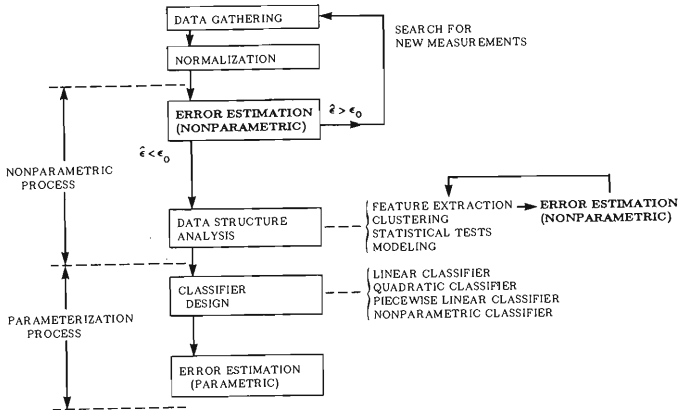 DATA GATHERING
SEARCH FOR
NEW MEASUREMENTS
NORMALIZATION
ERROR ESTIMATION
(NONPARAMETRIC)
ε̂ > ε₀
ε̂ < ε₀
NONPARAMETRIC
PROCESS
DATA STRUCTURE
ANALYSIS
FEATURE EXTRACTION
CLUSTERING
STATISTICAL TESTS
MODELING
ERROR ESTIMATION
(NONPARAMETRIC)
CLASSIFIER
DESIGN
LINEAR CLASSIFIER
QUADRATIC CLASSIFIER
PIECEWISE LINEAR CLASSIFIER
NONPARAMETRIC CLASSIFIER
PARAMETERIZATION
PROCESS
ERROR ESTIMATION
(PARAMETRIC)